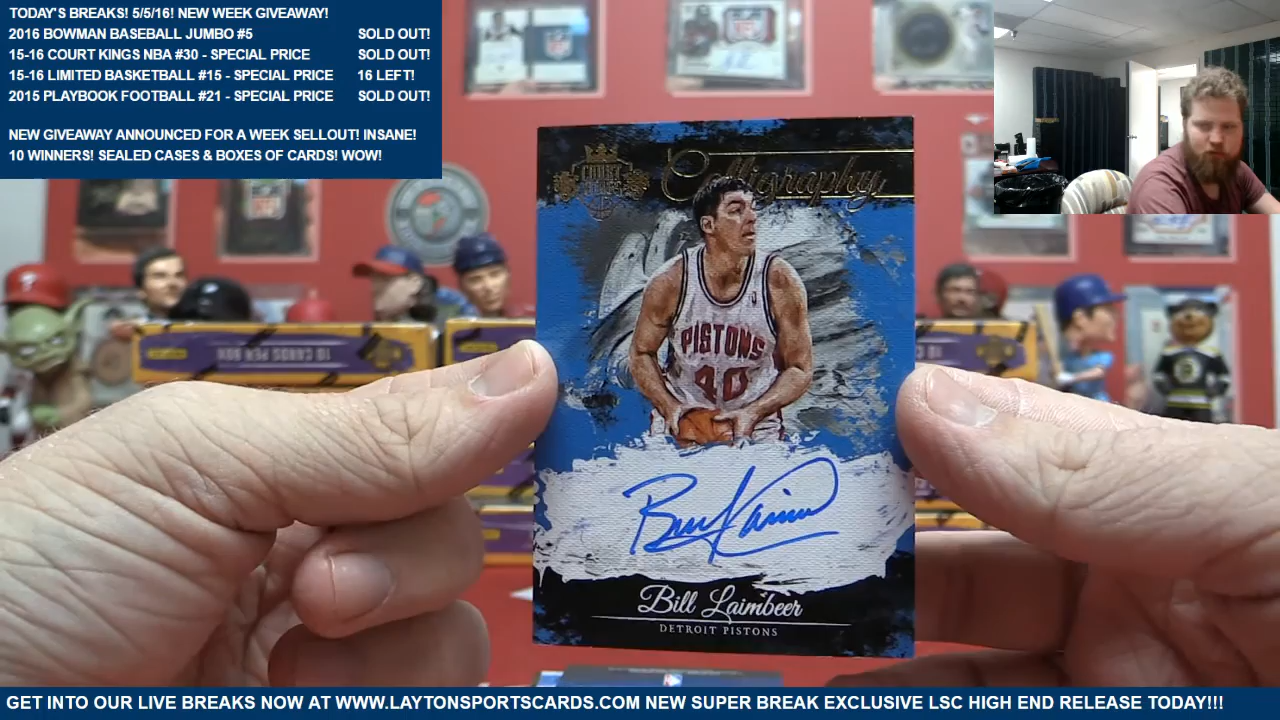 TODAY'S BREAKS! 5/5/16! NEW WEEK GIVEAWAY!
2016 BOWMAN BASEBALL JUMBO #5 SOLD OUT!
15-16 COURT KINGS NBA #30 - SPECIAL PRICE SOLD OUT!
15-16 LIMITED BASKETBALL #15 - SPECIAL PRICE 16 LEFT!
2015 PLAYBOOK FOOTBALL #21 - SPECIAL PRICE SOLD OUT!
NEW GIVEAWAY ANNOUNCED FOR A WEEK SELLOUT! INSANE!
10 WINNERS! SEALED CASES & BOXES OF CARDS! WOW!
COURT KINGS
Calligraphy
PISTONS
40
10 CARDS PER BOX
Bill Laimbeer
DETROIT PISTONS
GET INTO OUR LIVE BREAKS NOW AT WWW.LAYTONSPORTSCARDS.COM NEW SUPER BREAK EXCLUSIVE LSC HIGH END RELEASE TODAY!!!